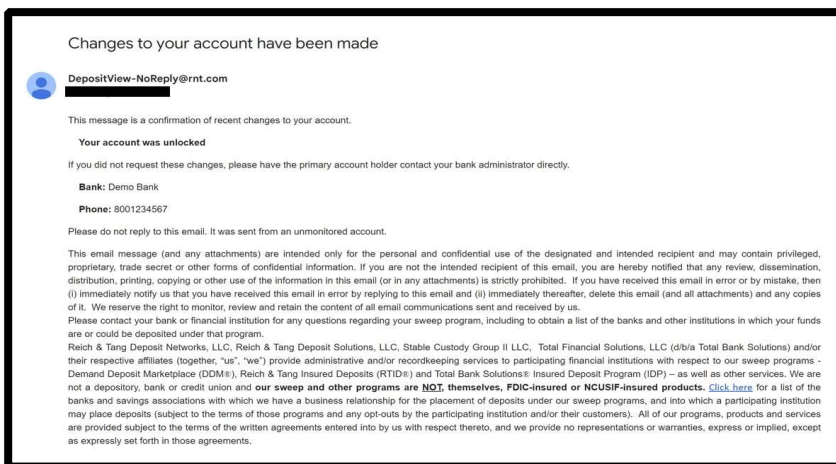 Changes to your account have been made
DepositView-NoReply@rnt.com
This message is a confirmation of recent changes to your account.
Your account was unlocked
If you did not request these changes, please have the primary account holder contact your bank administrator directly.
Bank: Demo Bank
Phone: 8001234567
Please do not reply to this email. It was sent from an unmonitored account.
This email message (and any attachments) are intended only for the personal and confidential use of the designated and intended recipient and may contain privileged,
proprietary, trade secret or other forms of confidential information. If you are not the intended recipient of this email, you are hereby notified that any review, dissemination,
distribution, printing, copying or other use of the information in this email (or in any attachments) is strictly prohibited. If you have received this email in error or by mistake, then
(i) immediately notify us that you have received this email in error by replying to this email and (ii) immediately thereafter, delete this email (and all attachments) and any copies
of it. We reserve the right to monitor, review and retain the content of all email communications sent and received by us.
Please contact your bank or financial institution for any questions regarding your sweep program, including to obtain a list of the banks and other institutions in which your funds
are or could be deposited under that program.
Reich & Tang Deposit Networks, LLC, Reich & Tang Deposit Solutions, LLC, Stable Custody Group II LLC, Total Financial Solutions, LLC (d/b/a Total Bank Solutions) and/or
their respective affiliates (together, "us", "we") provide administrative and/or recordkeeping services to participating financial institutions with respect to our sweep programs -
Demand Deposit Marketplace (DDM®), Reich & Tang Insured Deposits (RTID®) and Total Bank Solutions® Insured Deposit Program (IDP) – as well as other services. We are
not a depository, bank or credit union and our sweep and other programs are NOT, themselves, FDIC-insured or NCUSIF-insured products. Click here for a list of the
banks and savings associations with which we have a business relationship for the placement of deposits under our sweep programs, and into which a participating institution
may place deposits (subject to the terms of those programs and any opt-outs by the participating institution and/or their customers). All of our programs, products and services
are provided subject to the terms of the written agreements entered into by us with respect thereto, and we provide no representations or warranties, express or implied, except
as expressly set forth in those agreements.